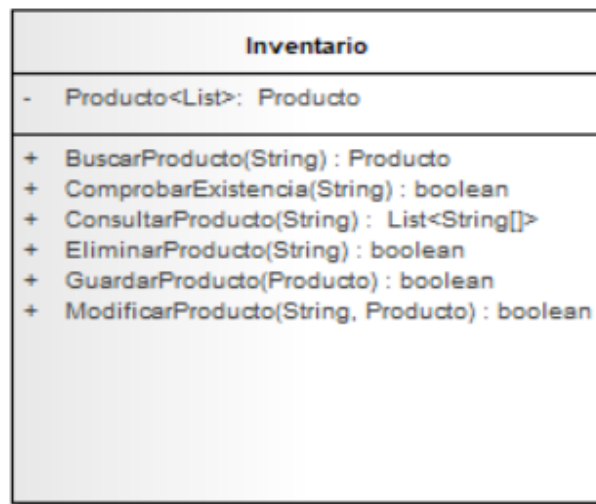 Inventario
- Producto<List>: Producto
+ BuscarProducto(String) : Producto
+ ComprobarExistencia(String) : boolean
+ ConsultarProducto(String) : List<String[]>
+ EliminarProducto(String) : boolean
+ GuardarProducto(Producto) : boolean
+ ModificarProducto(String, Producto) : boolean